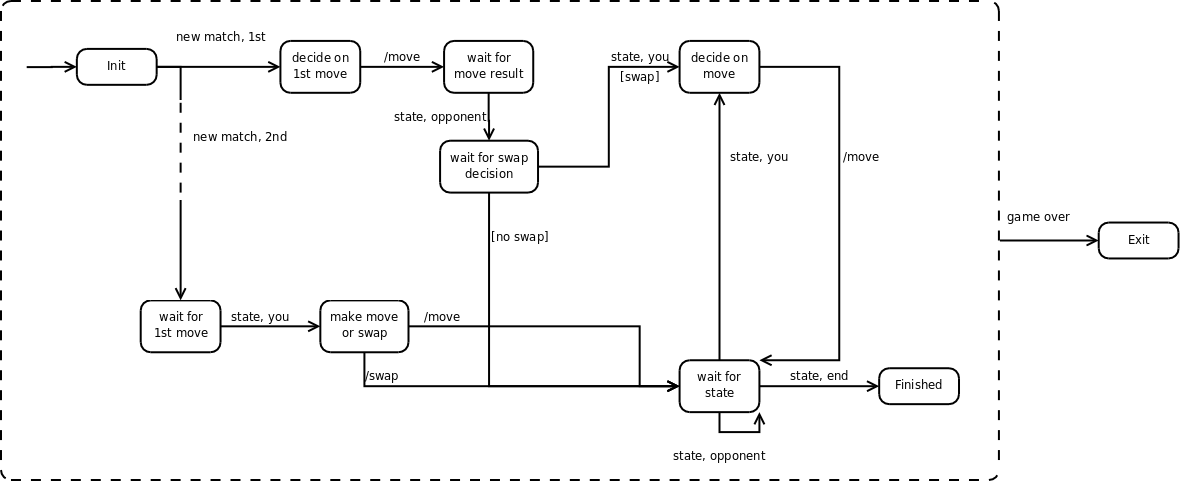 new match, 1st
Init
decide on
1st move
/move
wait for
move result
state, you
[swap]
decide on
move
state, opponent
new match, 2nd
wait for swap
decision
state, you
/move
[no swap]
game over
Exit
wait for
1st move
state, you
make move
or swap
/move
/swap
wait for
state
state, end
Finished
state, opponent